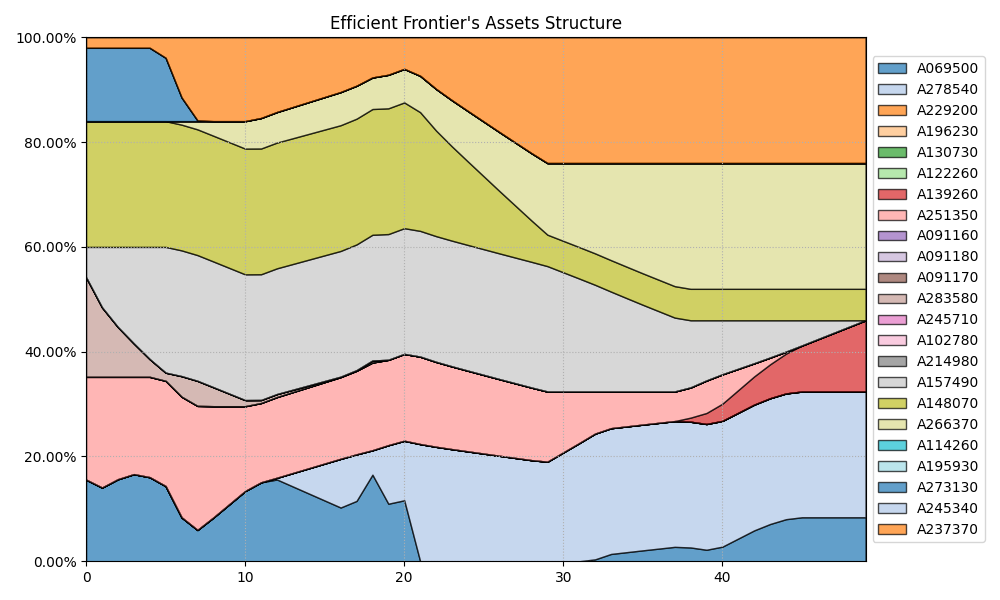 Efficient Frontier's Assets Structure
100.00%
80.00%
60.00%
40.00%
20.00%
0.00%
0 10 20 30 40
A069500
A278540
A229200
A196230
A130730
A122260
A139260
A251350
A091160
A091180
A091170
A283580
A245710
A102780
A214980
A157490
A148070
A266370
A114260
A195930
A273130
A245340
A237370